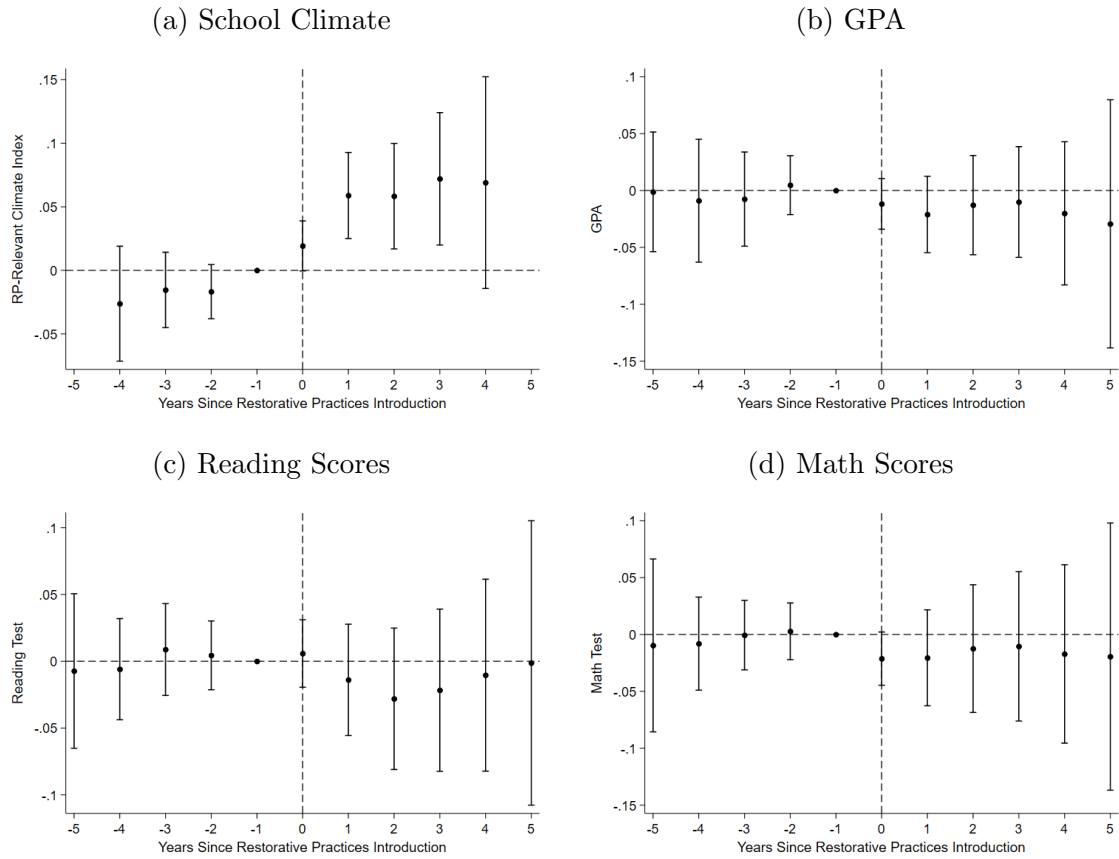 (a) School Climate
.15
.1
.05
0
-.05
RP-Relevant Climate Index
-5 -4 -3 -2 -1 0 1 2 3 4 5
Years Since Restorative Practices Introduction
(b) GPA
.1
.05
0
-.05
-.1
-.15
GPA
-5 -4 -3 -2 -1 0 1 2 3 4 5
Years Since Restorative Practices Introduction
(c) Reading Scores
.1
.05
0
-.05
-.1
Reading Test
-5 -4 -3 -2 -1 0 1 2 3 4 5
Years Since Restorative Practices Introduction
(d) Math Scores
.1
.05
0
-.05
-.1
-.15
Math Test
-5 -4 -3 -2 -1 0 1 2 3 4 5
Years Since Restorative Practices Introduction